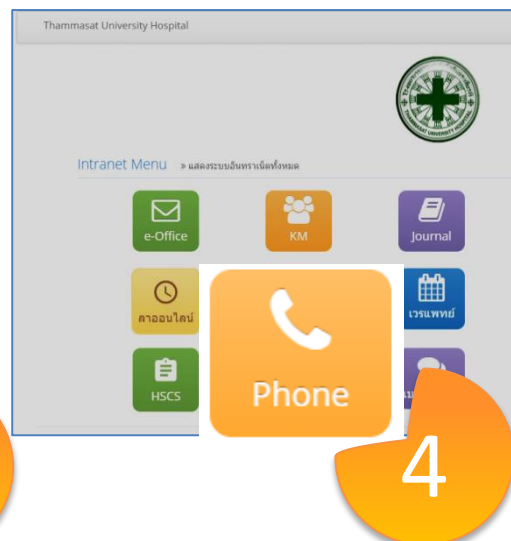 Thammasat University Hospital
Intranet Menu » แสดงระบบอินทราเน็ตทั้งหมด
e-Office
KM
Journal
ลาออนไลน์
เวรแพทย์
HSCS
Phone
4